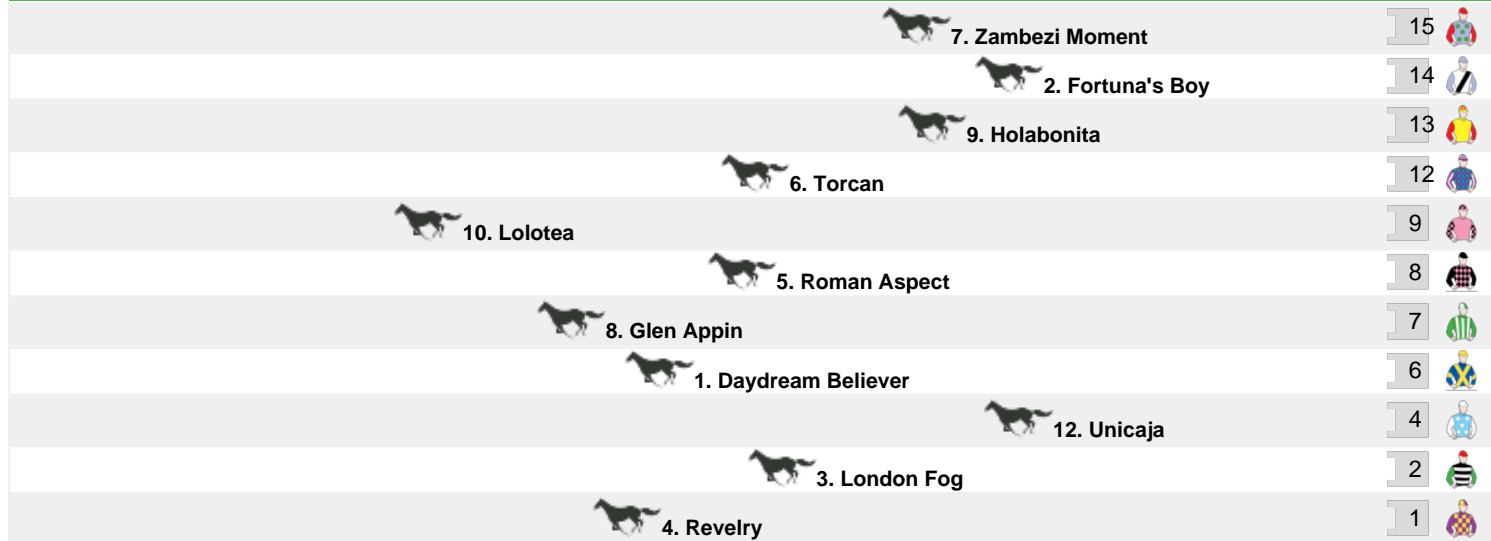 7. Zambezi Moment 15
2. Fortuna's Boy 14
9. Holabonita 13
6. Torcan 12
10. Lolotea 9
5. Roman Aspect 8
8. Glen Appin 7
1. Daydream Believer 6
12. Unicaja 4
3. London Fog 2
4. Revelry 1